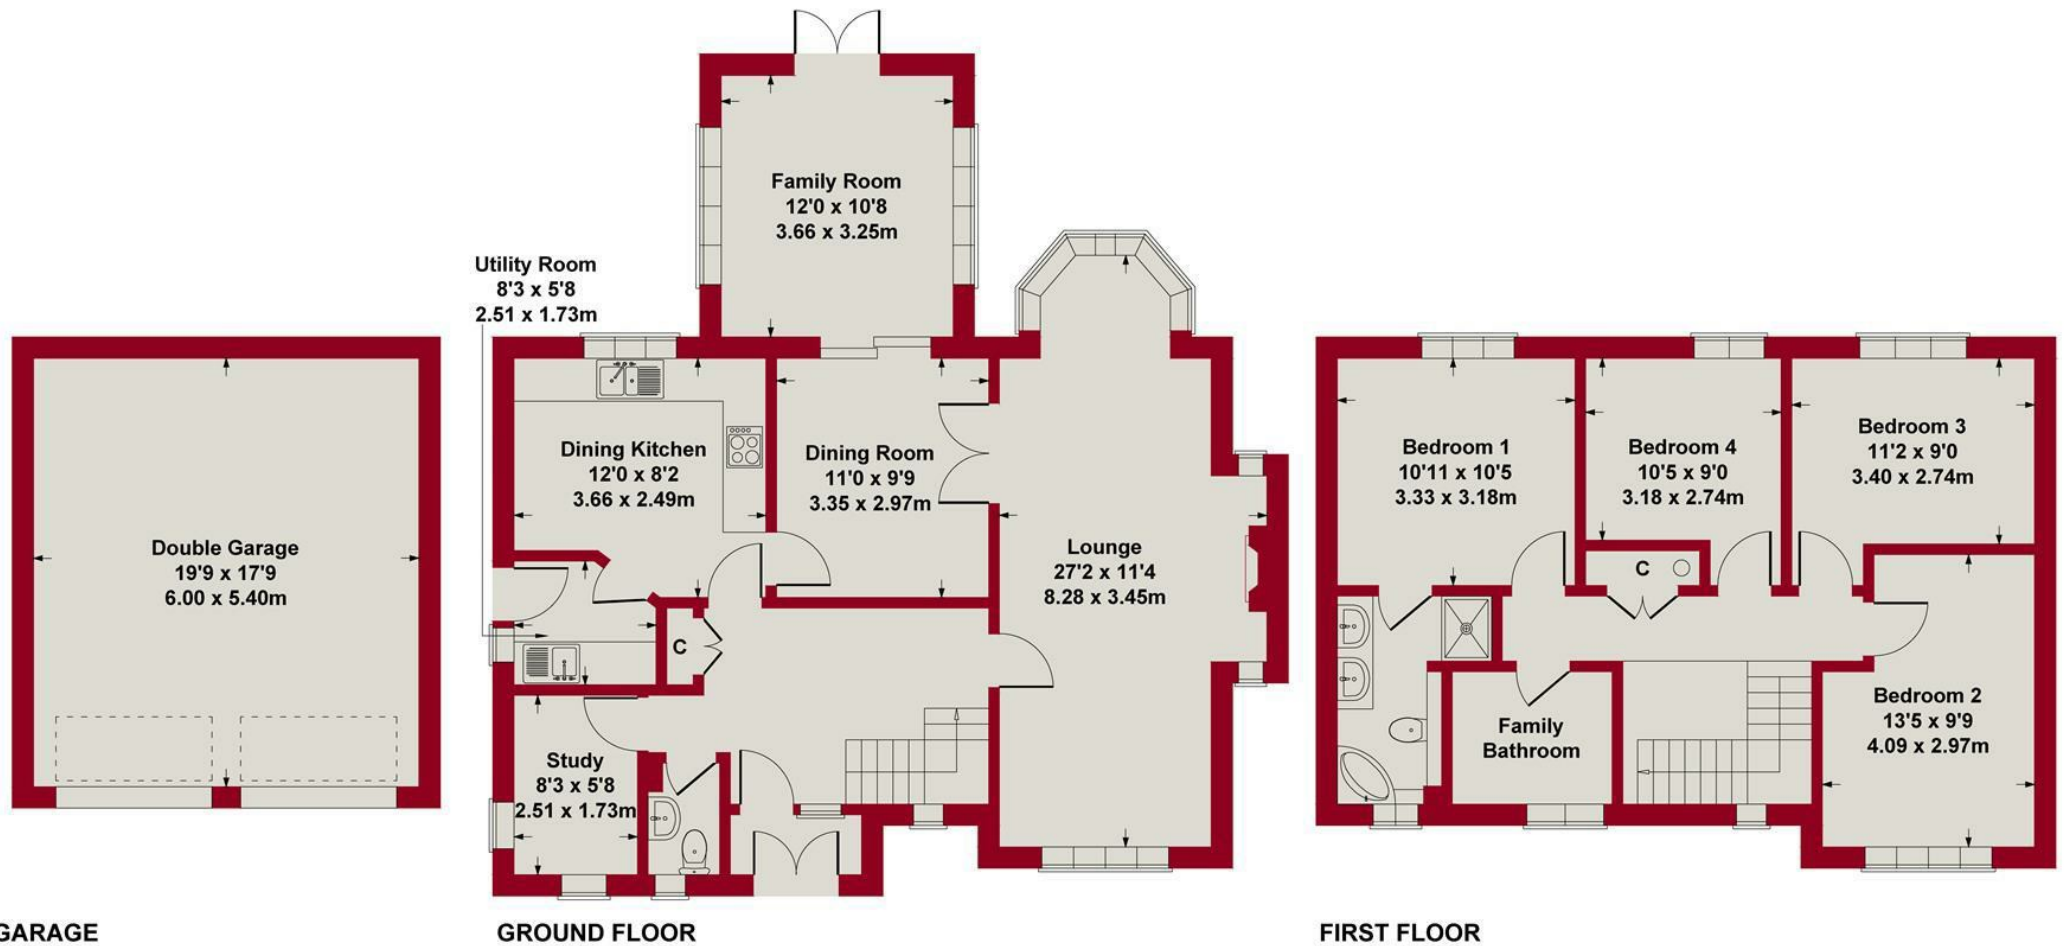 Family Room
12'0 x 10'8
3.66 x 3.25m
Utility Room
8'3 x 5'8
2.51 x 1.73m
Dining Kitchen
12'0 x 8'2
3.66 x 2.49m
Dining Room
11'0 x 9'9
3.35 x 2.97m
Bedroom 1
10'11 x 10'5
3.33 x 3.18m
Bedroom 4
10'5 x 9'0
3.18 x 2.74m
Bedroom 3
11'2 x 9'0
3.40 x 2.74m
Double Garage
19'9 x 17'9
6.00 x 5.40m
Lounge
27'2 x 11'4
8.28 x 3.45m
C
C
Study
8'3 x 5'8
2.51 x 1.73m
Family
Bathroom
Bedroom 2
13'5 x 9'9
4.09 x 2.97m
GARAGE
GROUND FLOOR
FIRST FLOOR